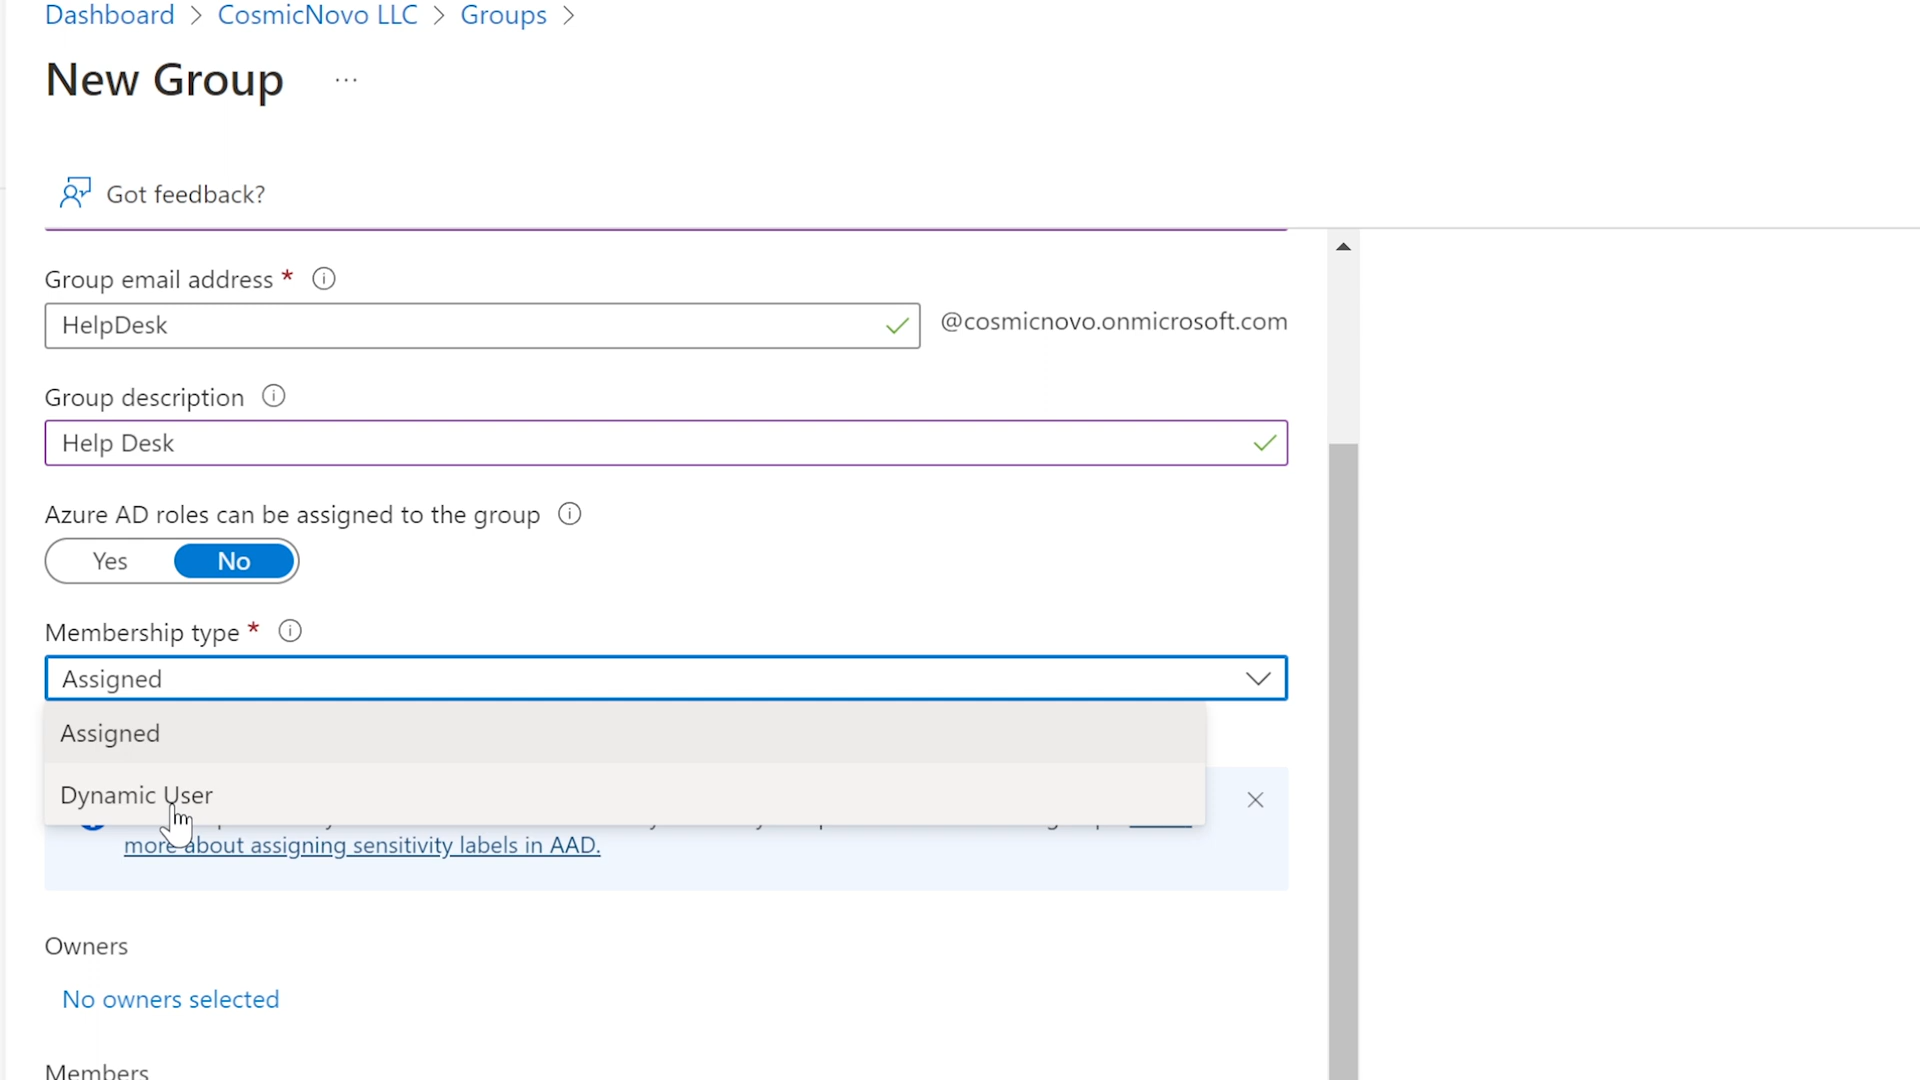 Dashboard > CosmicNovo LLC > Groups >
New Group ...
Got feedback?
Group email address *
HelpDesk
@cosmicnovo.onmicrosoft.com
Group description
Help Desk
Azure AD roles can be assigned to the group
Yes No
Membership type *
Assigned
Assigned
Dynamic User
more about assigning sensitivity labels in AAD.
Owners
No owners selected
Members